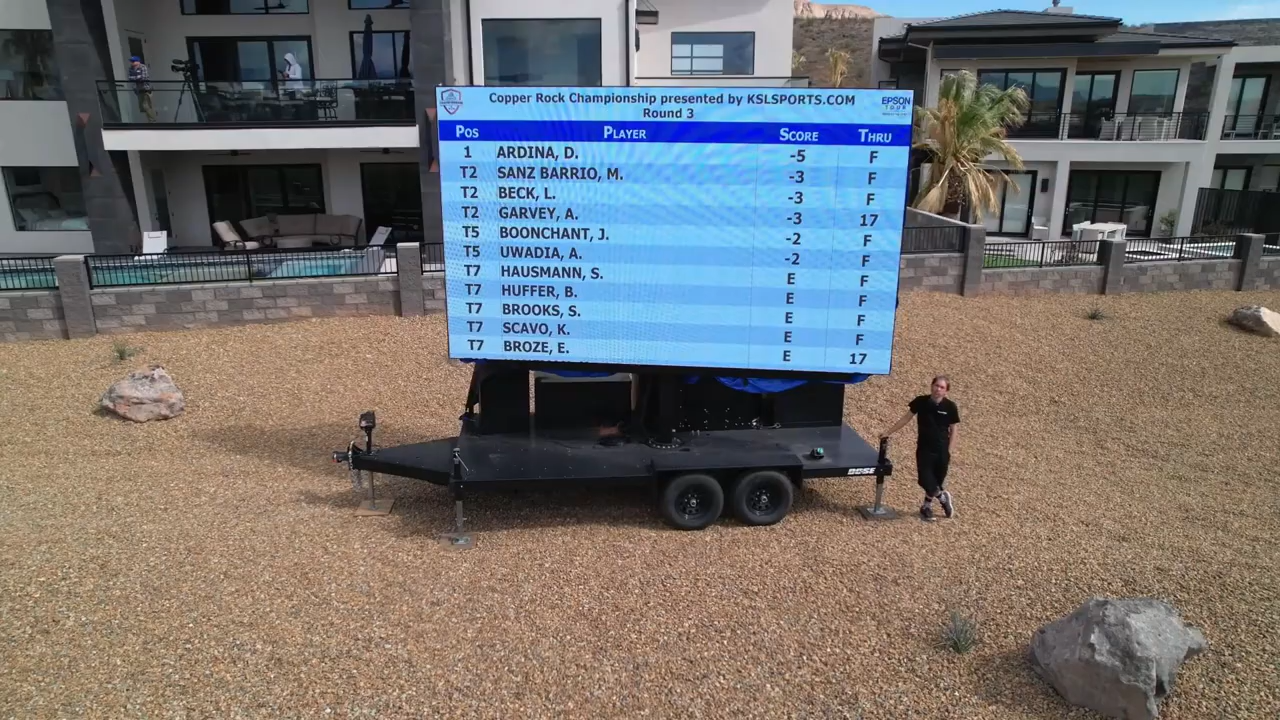 Copper Rock Championship presented by KSLSPORTS.COM
Round 3
EPSON
TOUR
POS PLAYER SCORE THRU
1 ARDINA, D. -5 F
T2 SANZ BARRIO, M. -3 F
T2 BECK, L. -3 F
T2 GARVEY, A. -3 17
T5 BOONCHANT, J. -2 F
T5 UWADIA, A. -2 F
T7 HAUSMANN, S. E F
T7 HUFFER, B. E F
T7 BROOKS, S. E F
T7 SCAVO, K. E F
T7 BROZE, E. E 17